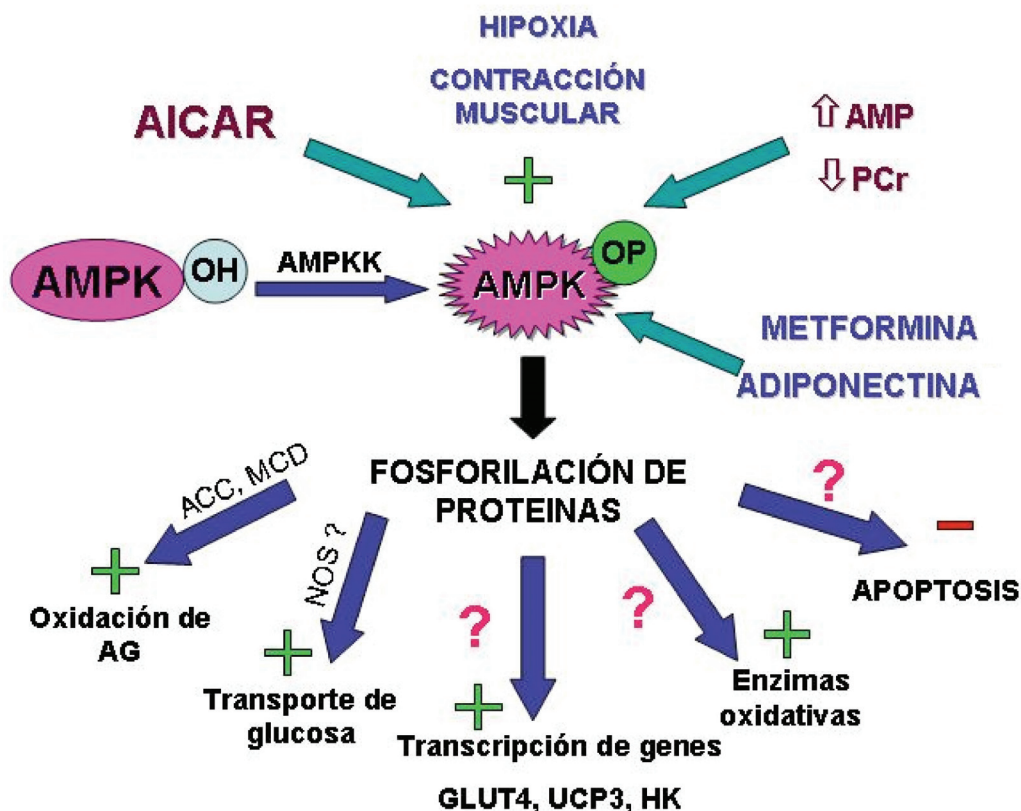 HIPOXIA
CONTRACCIÓN
MUSCULAR
AICAR
⇧ AMP
⇩ PCr
+
AMPK
OH
AMPKK
AMPK
OP
METFORMINA
ADIPONECTINA
FOSFORILACIÓN DE
PROTEINAS
ACC, MCD
NOS ?
?
?
?
+
Oxidación de
AG
+
Transporte de
glucosa
+
Transcripción de genes
GLUT4, UCP3, HK
+
Enzimas
oxidativas
−
APOPTOSIS